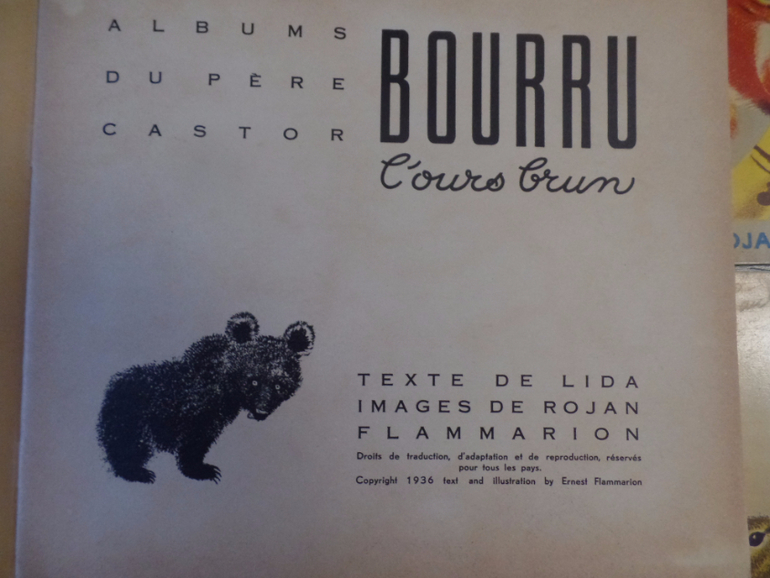 ALBUMS
DU PÈRE
CASTOR
BOURRU
l'ours brun
TEXTE DE LIDA
IMAGES DE ROJAN
FLAMMARION
Droits de traduction, d'adaptation et de reproduction, réservés
pour tous les pays.
Copyright 1936 text and illustration by Ernest Flammarion
OJA